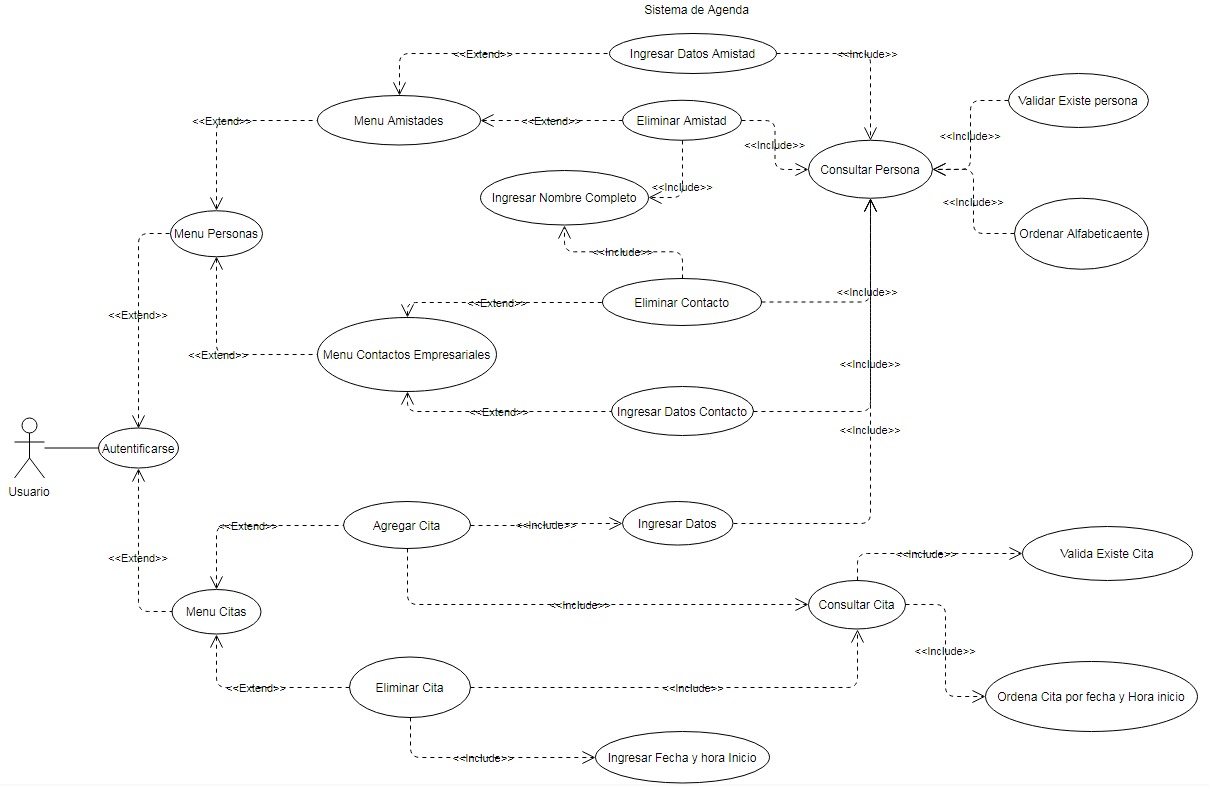 Sistema de Agenda
<<Extend>>
Ingresar Datos Amistad
<<Include>>
Validar Existe persona
<<Extend>>
Menu Amistades
<<Extend>>
Eliminar Amistad
<<Include>>
<<Include>>
Consultar Persona
<<Include>>
Ingresar Nombre Completo
<<Include>>
Menu Personas
Ordenar Alfabeticaente
<<Include>>
<<Extend>>
Eliminar Contacto
<<Include>>
<<Extend>>
<<Extend>>
Menu Contactos Empresariales
<<Include>>
<<Extend>>
Ingresar Datos Contacto
<<Include>>
Autentificarse
Usuario
<<Extend>>
Agregar Cita
<<Include>>
Ingresar Datos
<<Extend>>
<<Include>>
Valida Existe Cita
Menu Citas
<<Include>>
Consultar Cita
<<Include>>
<<Extend>>
Eliminar Cita
<<Include>>
Ordena Cita por fecha y Hora inicio
<<Include>>
Ingresar Fecha y hora Inicio